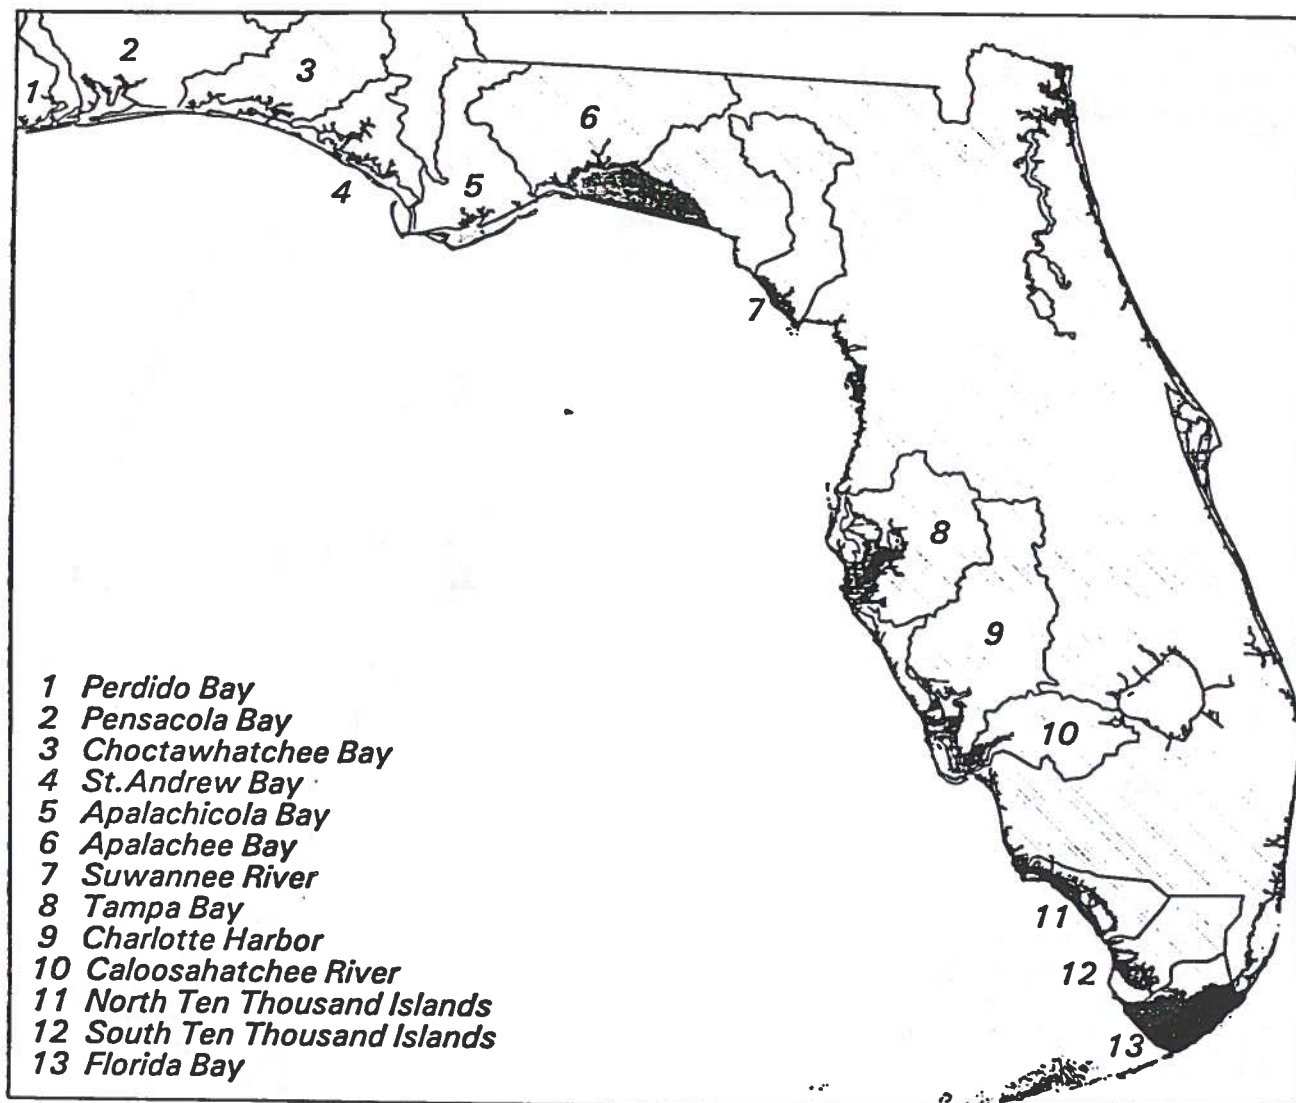 1
2
3
4
5
6
7
8
9
10
11
12
13
1 Perdido Bay
2 Pensacola Bay
3 Choctawhatchee Bay
4 St.Andrew Bay
5 Apalachicola Bay
6 Apalachee Bay
7 Suwannee River
8 Tampa Bay
9 Charlotte Harbor
10 Caloosahatchee River
11 North Ten Thousand Islands
12 South Ten Thousand Islands
13 Florida Bay